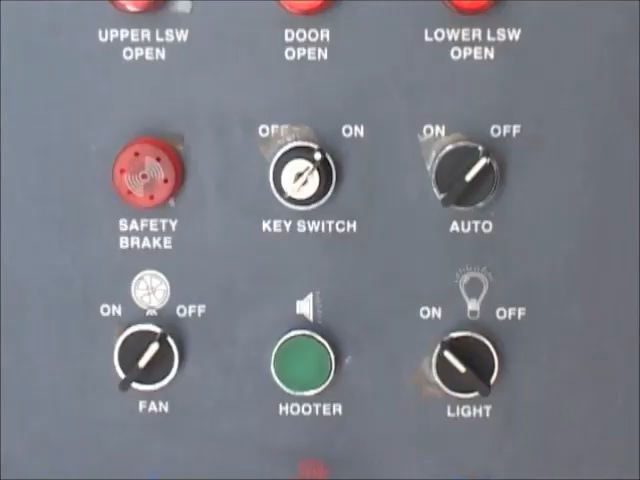 UPPER LSW DOOR LOWER LSW
OPEN OPEN OPEN
OFF ON ON OFF
SAFETY KEY SWITCH AUTO
BRAKE
ON OFF ON OFF
FAN HOOTER LIGHT